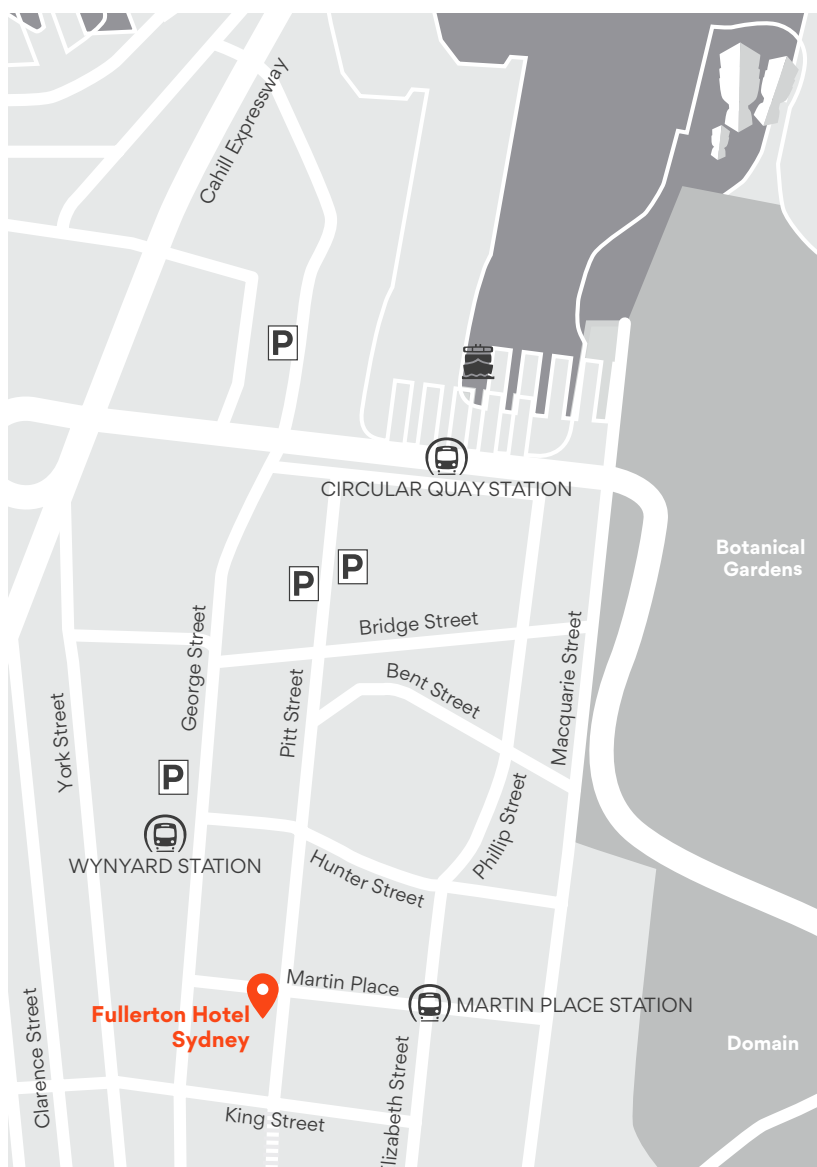 Cahill Expressway
P
CIRCULAR QUAY STATION
Botanical
Gardens
P
P
Bridge Street
George Street
Macquarie Street
Bent Street
Pitt Street
York Street
P
Phillip Street
WYNYARD STATION
Hunter Street
Martin Place
MARTIN PLACE STATION
Fullerton Hotel
Sydney
Clarence Street
Domain
King Street
lizabeth Street